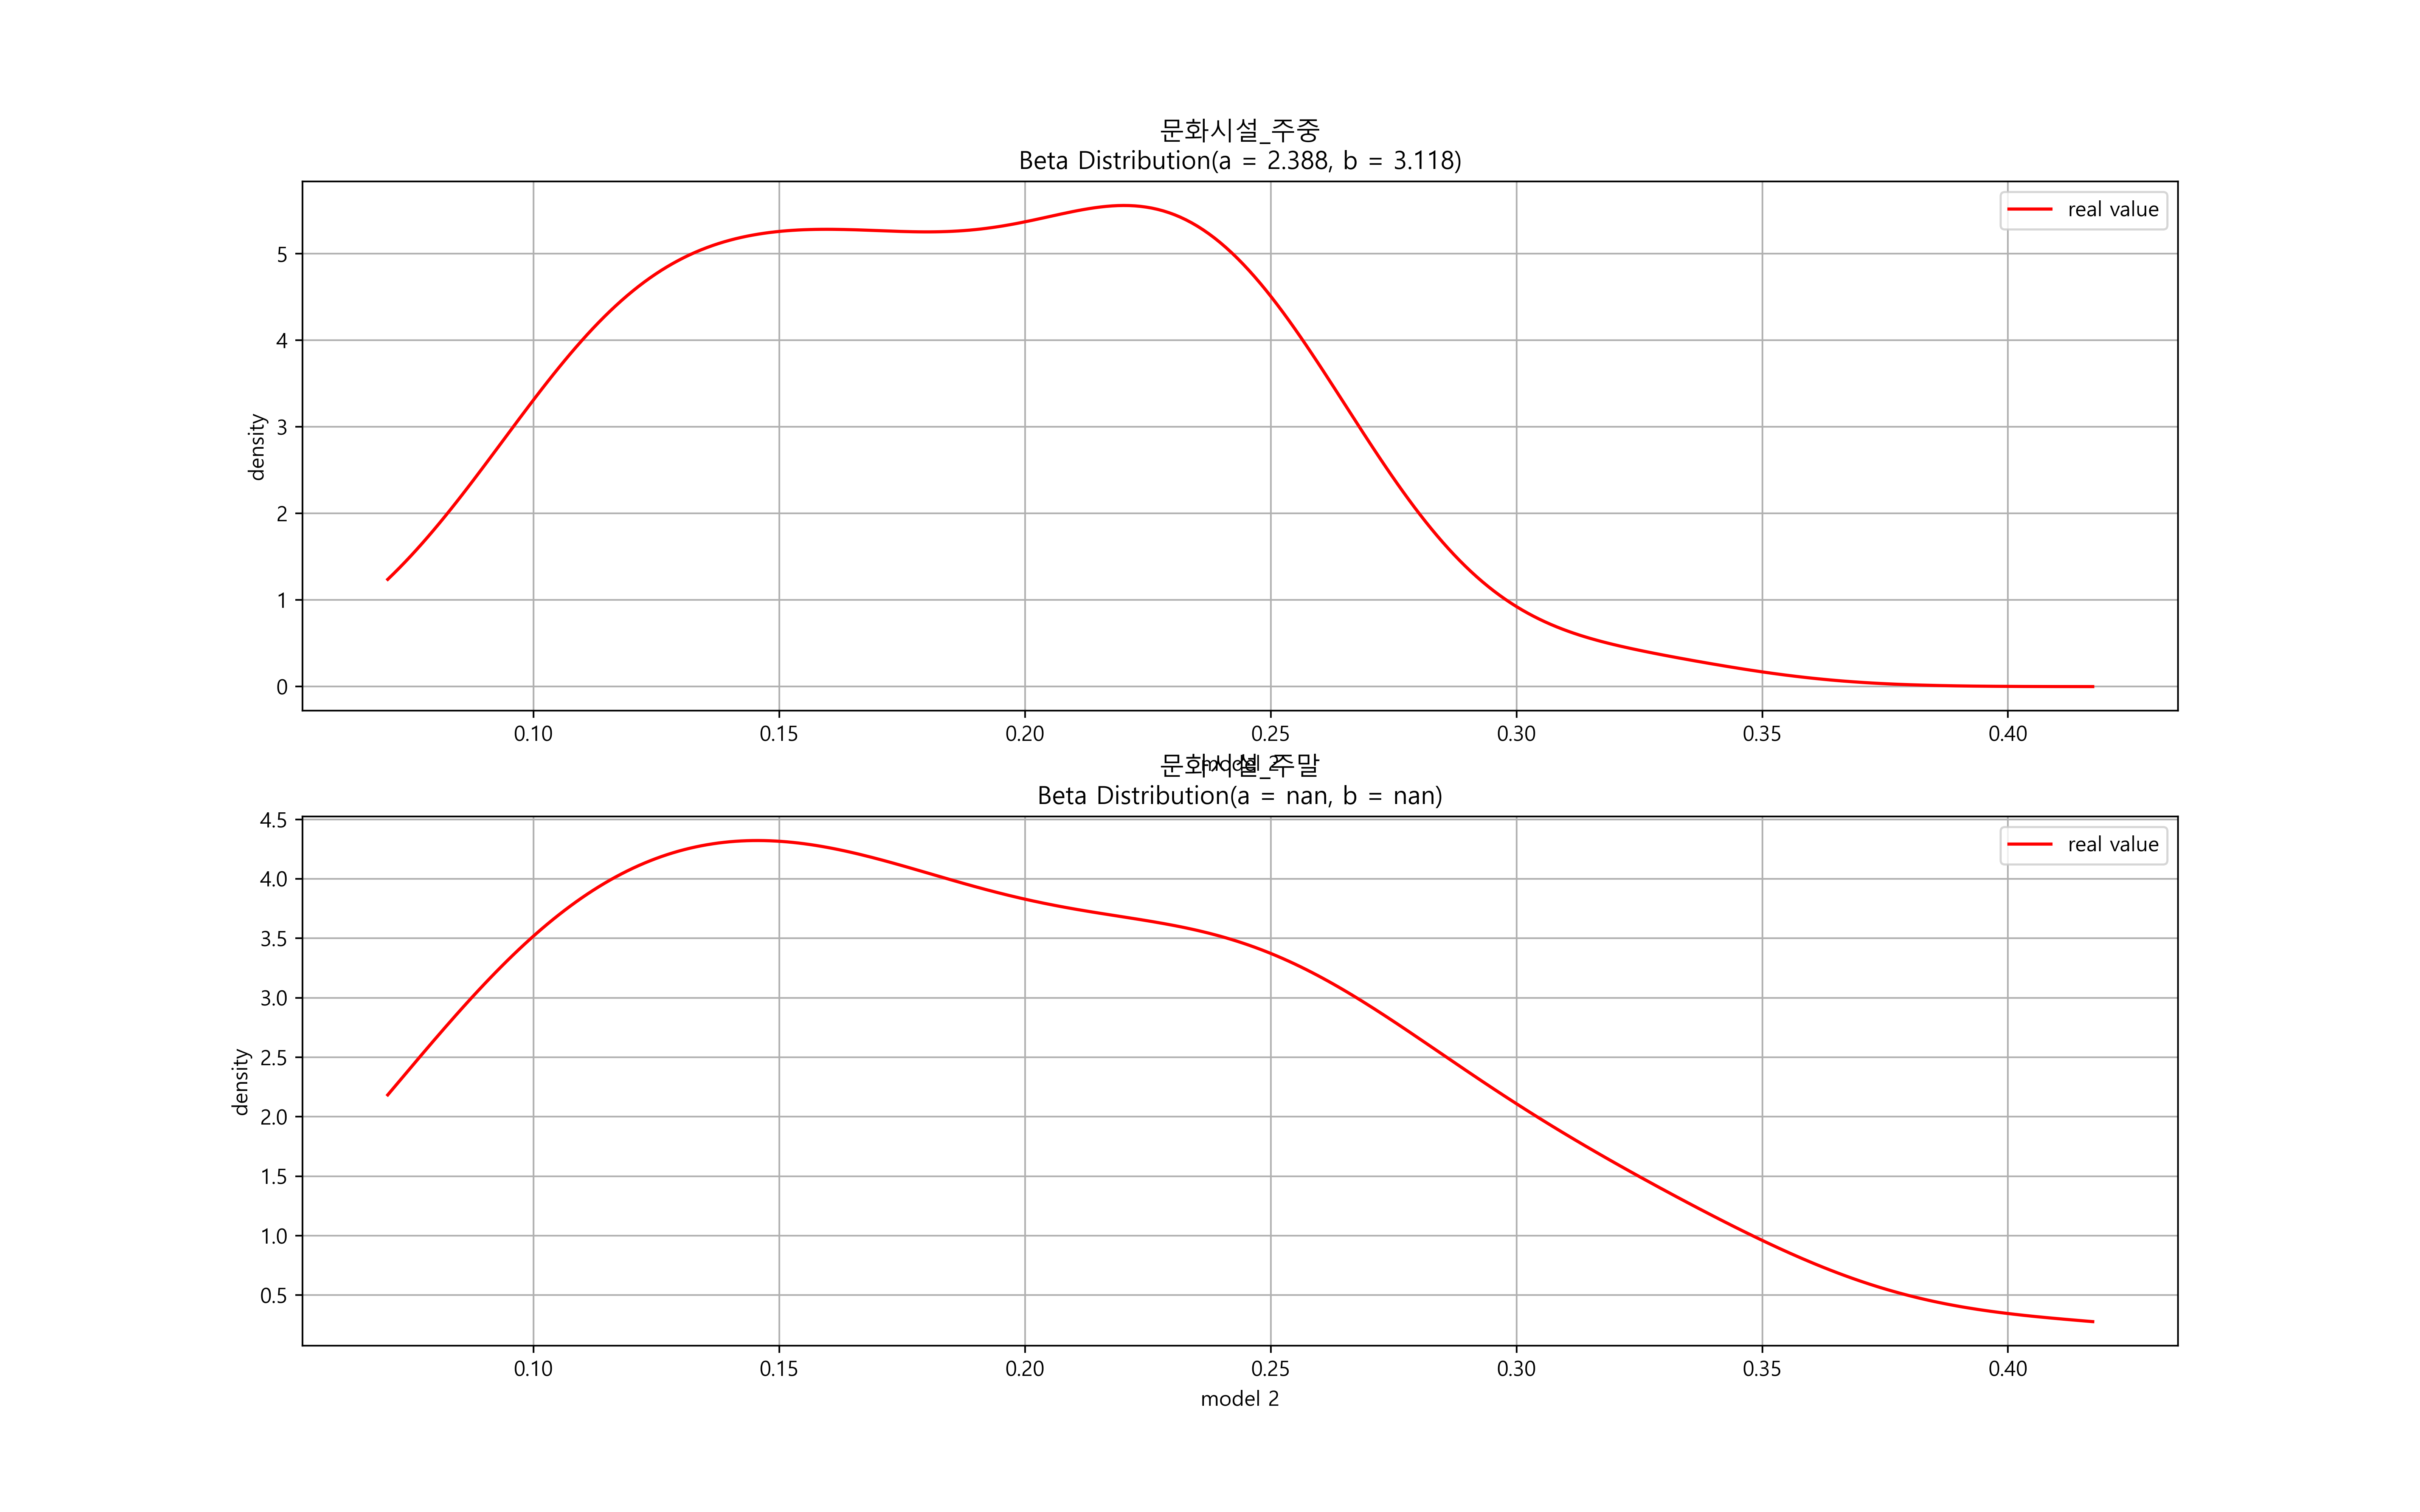 문화시설_주중
Beta Distribution(a = 2.388, b = 3.118)
real value
density
5
4
3
2
1
0
0.10 0.15 0.20 0.25 0.30 0.35 0.40
model 2
문화시설_주말
Beta Distribution(a = nan, b = nan)
real value
density
4.5
4.0
3.5
3.0
2.5
2.0
1.5
1.0
0.5
0.10 0.15 0.20 0.25 0.30 0.35 0.40
model 2